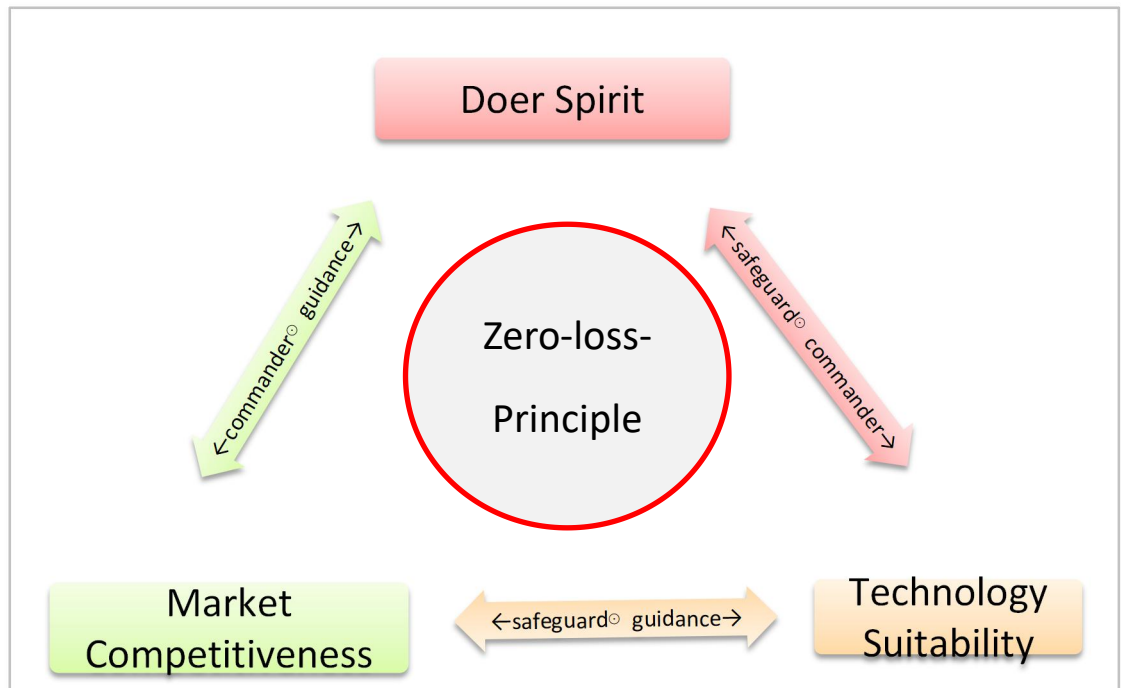 Doer Spirit
←commander⊙ guidance→
←safeguard⊙ commander→
Zero-loss-
Principle
Market
Competitiveness
←safeguard⊙ guidance→
Technology
Suitability